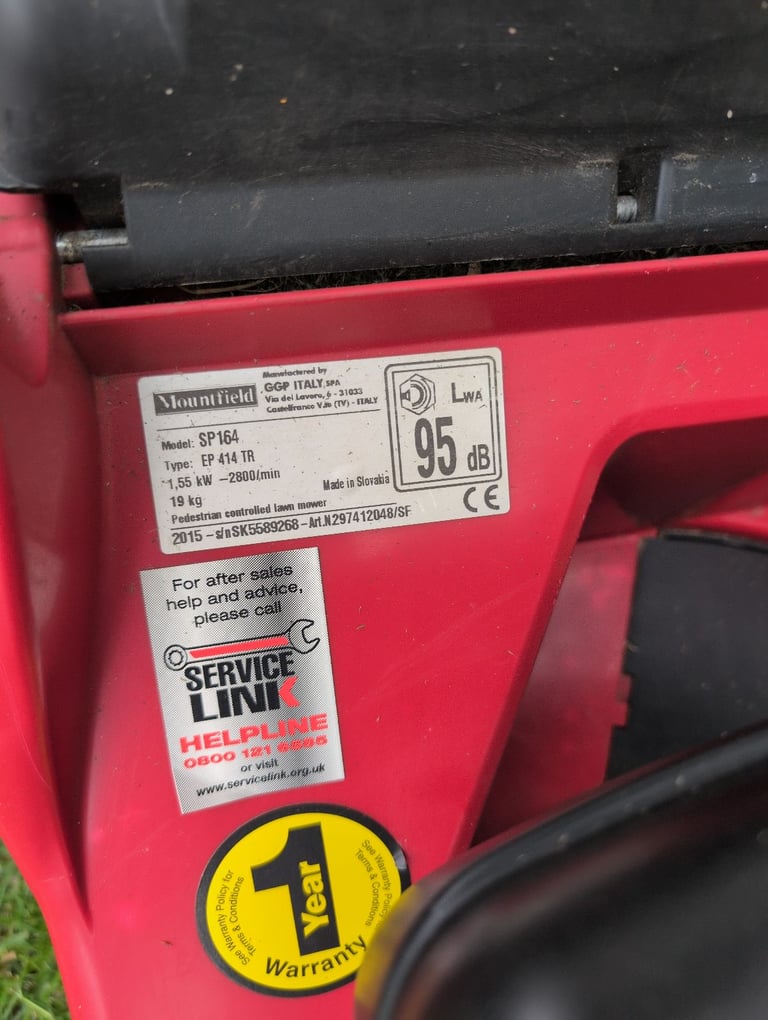 Mountfield
Manufactured by
GGP ITALY, SPA
Via del Lavoro, 6 - 31033
Castelfranco V.to (TV) - ITALY
LWA
95 dB
Model: SP164
Type: EP 414 TR
1,55 kW -2800/min
19 kg
Made in Slovakia
Pedestrian controlled lawn mower
CE
2015 - s/nSK5589268 - Art.N297412048/SF
For after sales
help and advice,
please call
SERVICE
LINK
HELPLINE
0800 121
or visit
www.servicelink.org.uk
1 Year
Warranty
See Warranty Policy for
Terms & Conditions
See Warranty Policy
Terms & Conditions